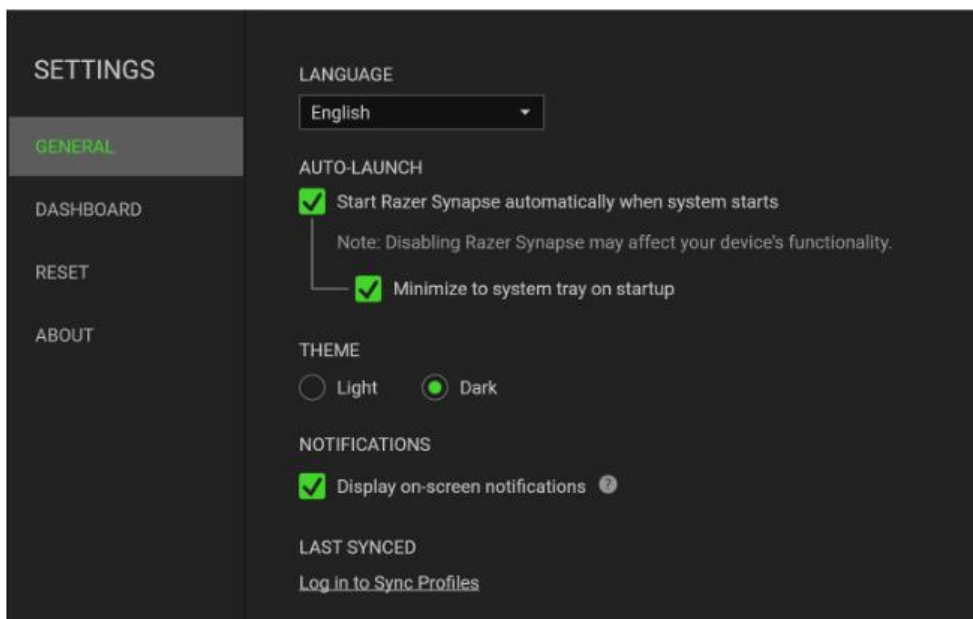 SETTINGS
GENERAL
DASHBOARD
RESET
ABOUT
LANGUAGE
English
AUTO-LAUNCH
Start Razer Synapse automatically when system starts
Note: Disabling Razer Synapse may affect your device's functionality.
Minimize to system tray on startup
THEME
Light Dark
NOTIFICATIONS
Display on-screen notifications ?
LAST SYNCED
Log in to Sync Profiles